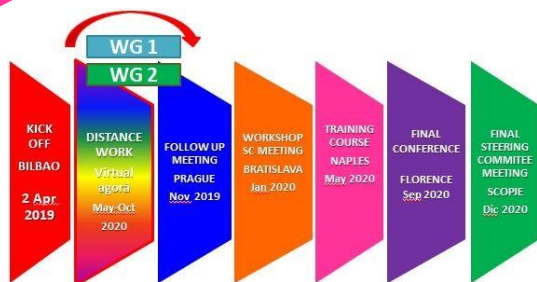 WG 1
WG 2
KICK
OFF
BILBAO
2 Apr
2019
DISTANCE
WORK
Virtual
agora
May-Oct
2020
FOLLOW UP
MEETING
PRAGUE
Nov 2019
WORKSHOP
SC MEETING
BRATISLAVA
Jan 2020
TRAINING
COURSE
NAPLES
May 2020
FINAL
CONFERENCE
FLORENCE
Sep 2020
FINAL
STEERING
COMMITEE
MEETING
SCOPIE
Dic 2020